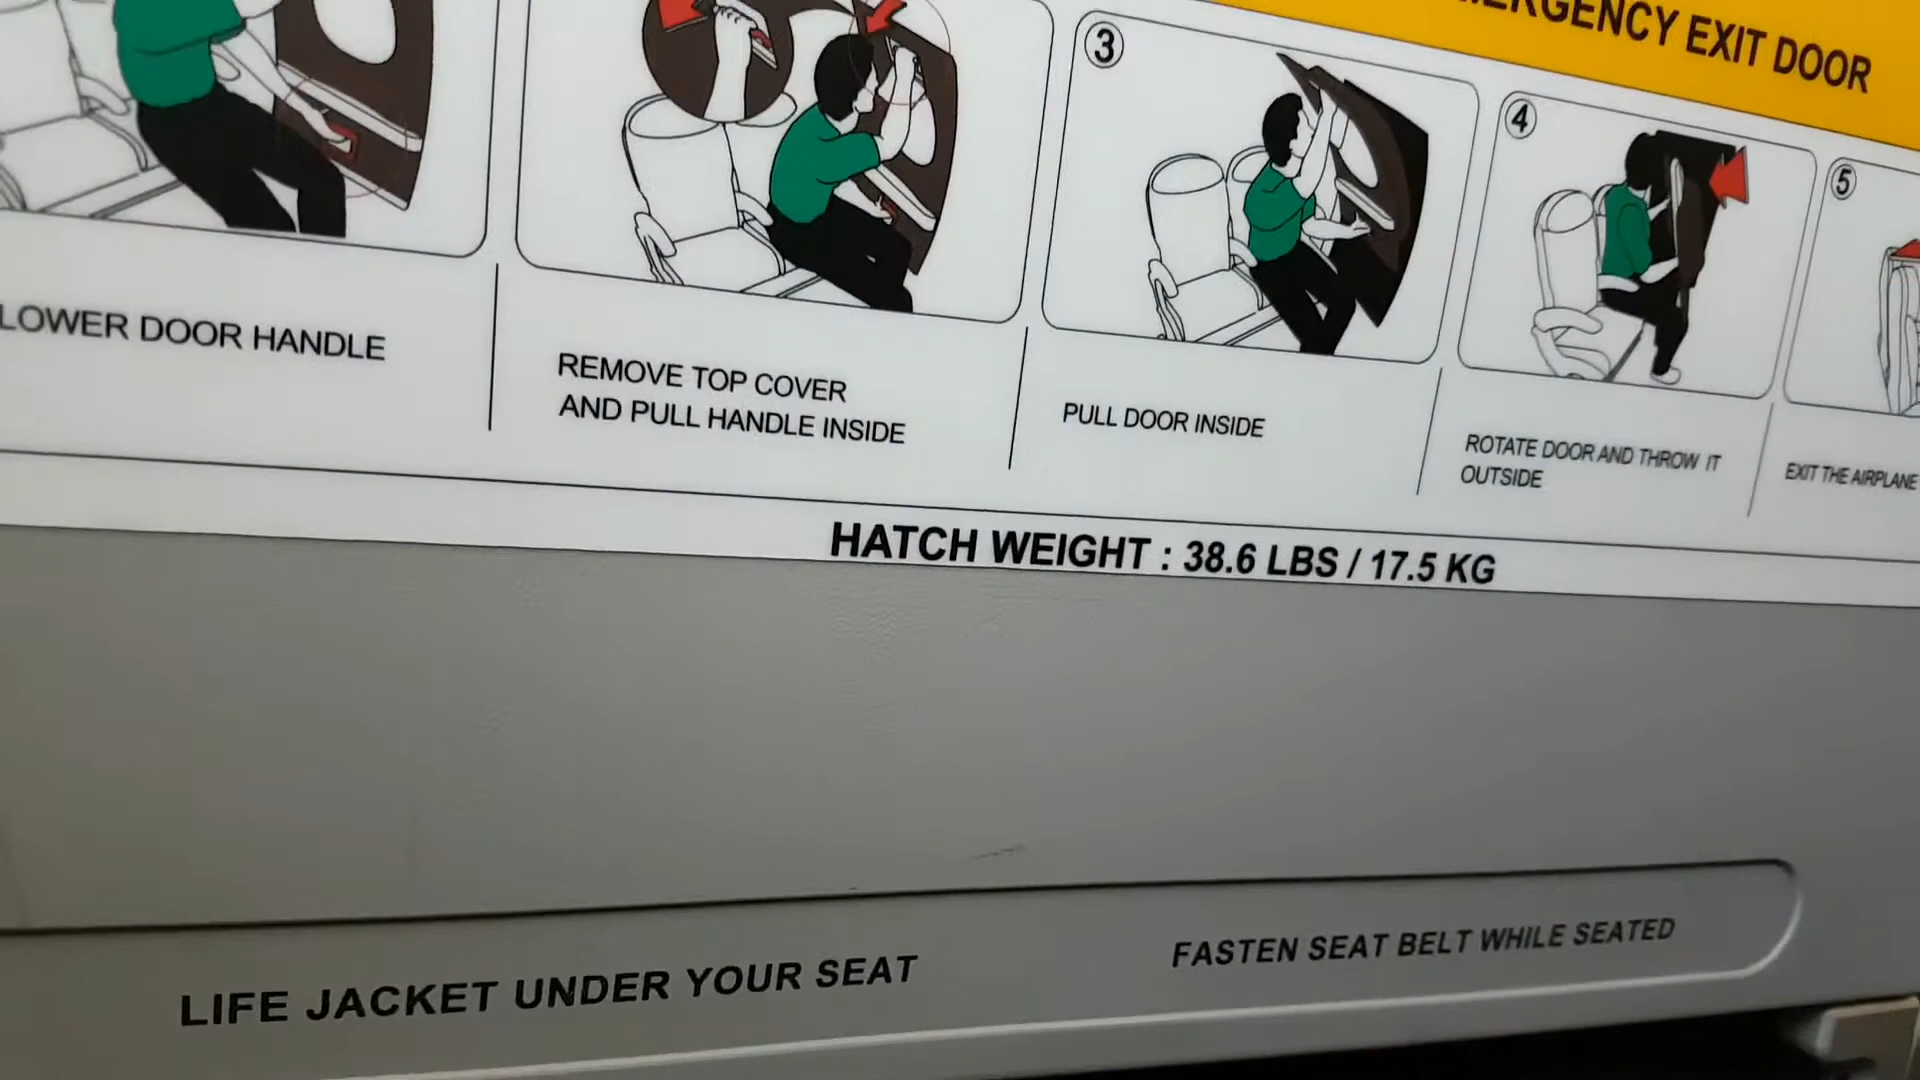 EXIT DOOR
3
4
5
LOWER DOOR HANDLE
REMOVE TOP COVER
AND PULL HANDLE INSIDE
PULL DOOR INSIDE
ROTATE DOOR AND THROW IT
OUTSIDE
EXIT THE AIRPLANE
HATCH WEIGHT : 38.6 LBS / 17.5 KG
LIFE JACKET UNDER YOUR SEAT
FASTEN SEAT BELT WHILE SEATED